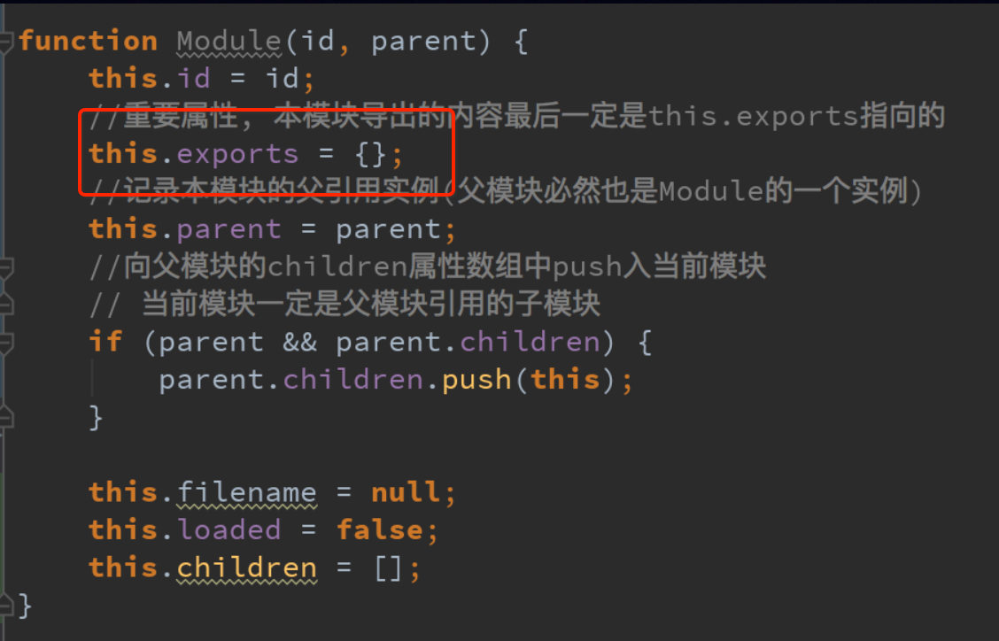 function Module(id, parent) {
this.id = id;
//重要属性, 本模块导出的内容最后一定是this.exports指向的
this.exports = {};
//记录本模块的父引用实例(父模块必然也是Module的一个实例)
this.parent = parent;
//向父模块的children属性数组中push入当前模块
// 当前模块一定是父模块引用的子模块
if (parent && parent.children) {
parent.children.push(this);
}
this.filename = null;
this.loaded = false;
this.children = [];
}